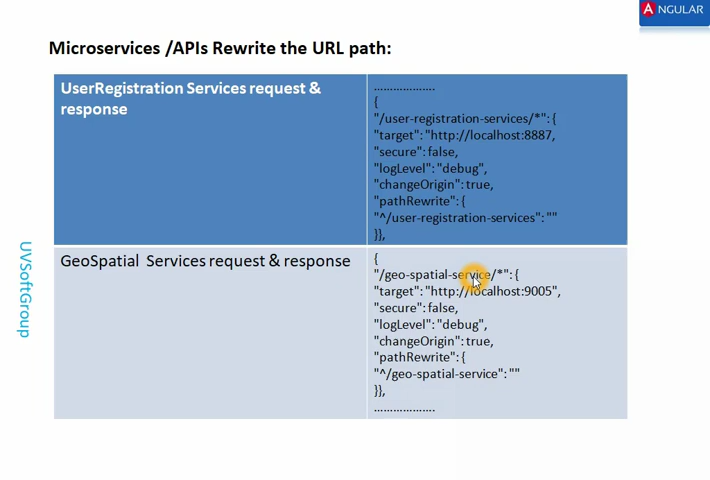 ANGULAR
Microservices /APIs Rewrite the URL path:
UserRegistration Services request &
response
...................
{
"/user-registration-services/*": {
"target": "http://localhost:8887,
"secure": false,
"logLevel": "debug",
"changeOrigin": true,
"pathRewrite": {
"^/user-registration-services": ""
}},
GeoSpatial  Services request & response
{
"/geo-spatial-service/*": {
"target": "http://localhost:9005",
"secure": false,
"logLevel": "debug",
"changeOrigin": true,
"pathRewrite": {
"^/geo-spatial-service": ""
}},
...................
UVSoftGroup